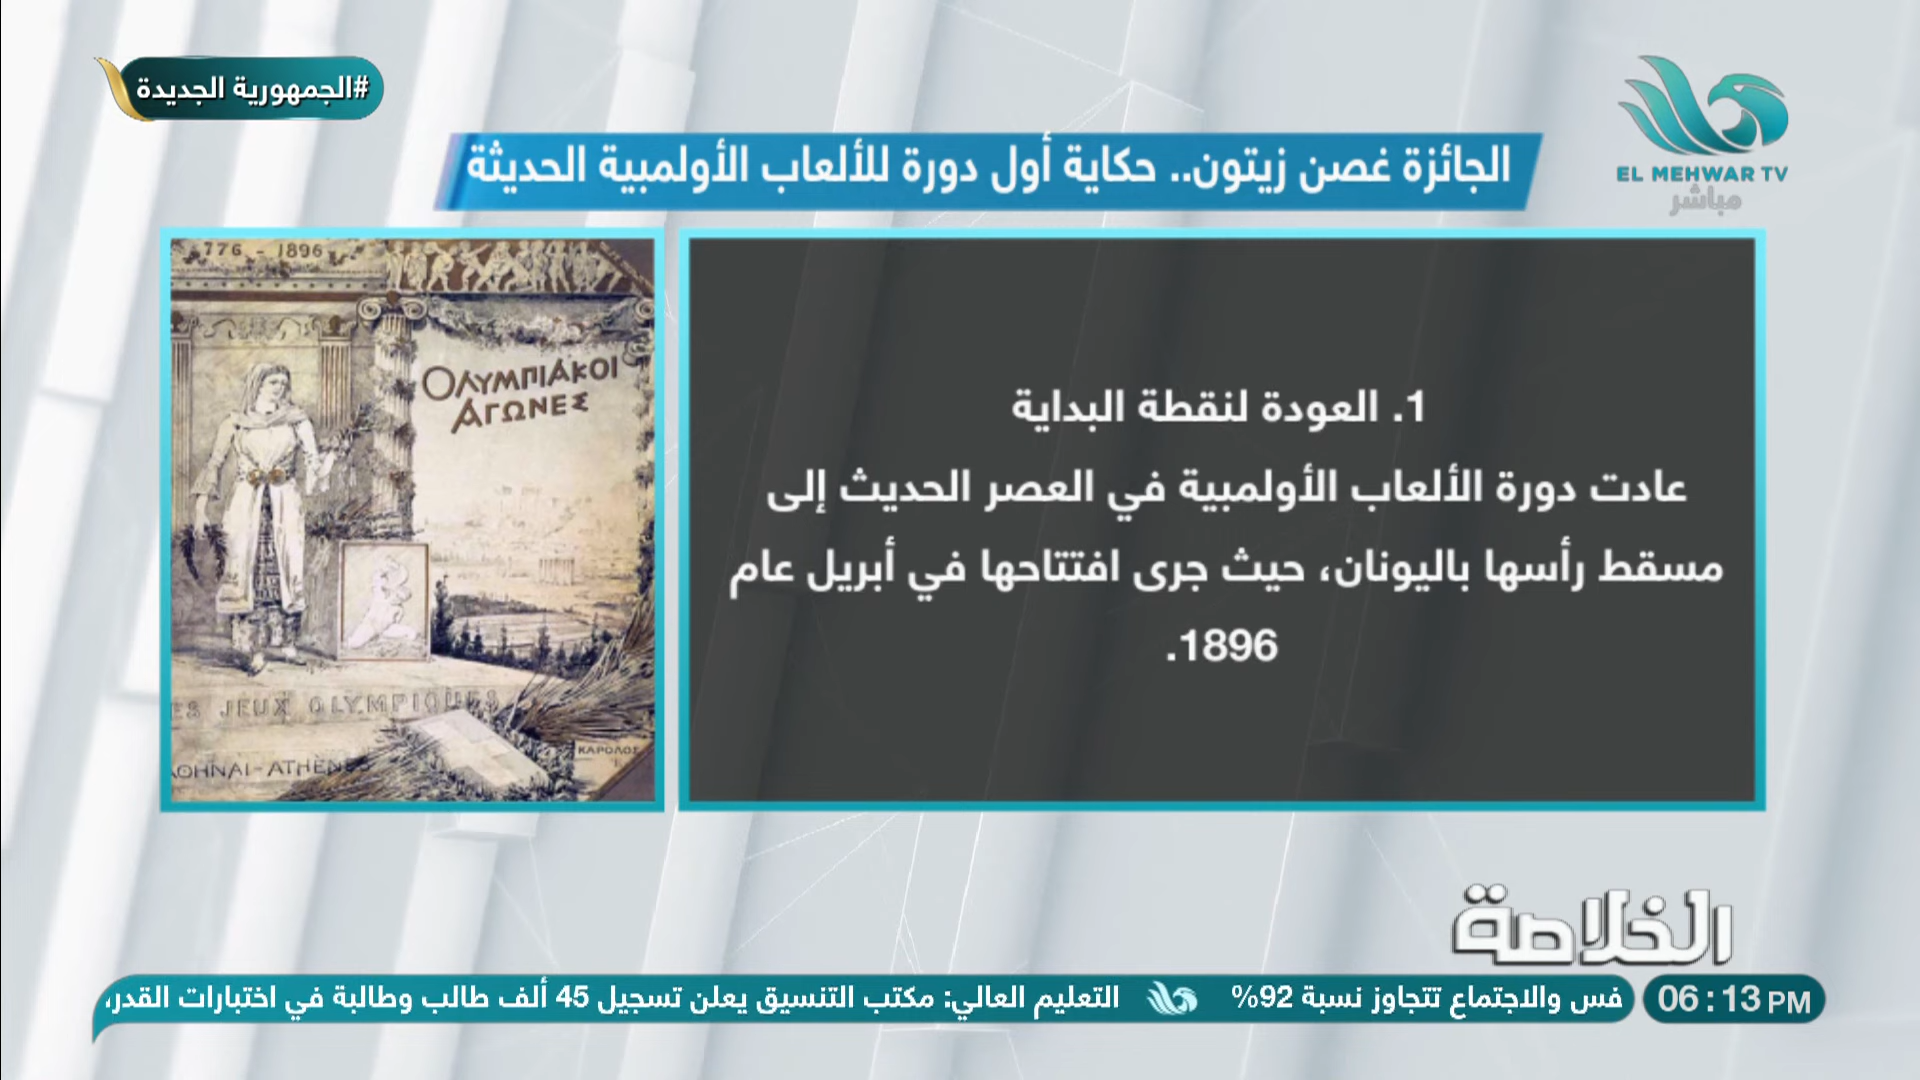 #الجمهورية الجديدة
EL MEHWAR TV
مباشر
الجائزة غصن زيتون.. حكاية أول دورة للألعاب الأولمبية الحديثة
776 - 1896
ΟΛΥΜΠΙΑΚΟΙ
ΑΓΩΝΕΣ
ES JEUX OLYMPIQUES
ΚΑΡΟΛΟΣ
ΑΘΗΝΑΙ-ATHÈNES
1. العودة لنقطة البداية
عادت دورة الألعاب الأولمبية في العصر الحديث إلى
مسقط رأسها باليونان، حيث جرى افتتاحها في أبريل عام
1896.
الخلاصة
06:13 PM
فس والاجتماع تتجاوز نسبة 92% التعليم العالي: مكتب التنسيق يعلن تسجيل 45 ألف طالب وطالبة في اختبارات القدر،